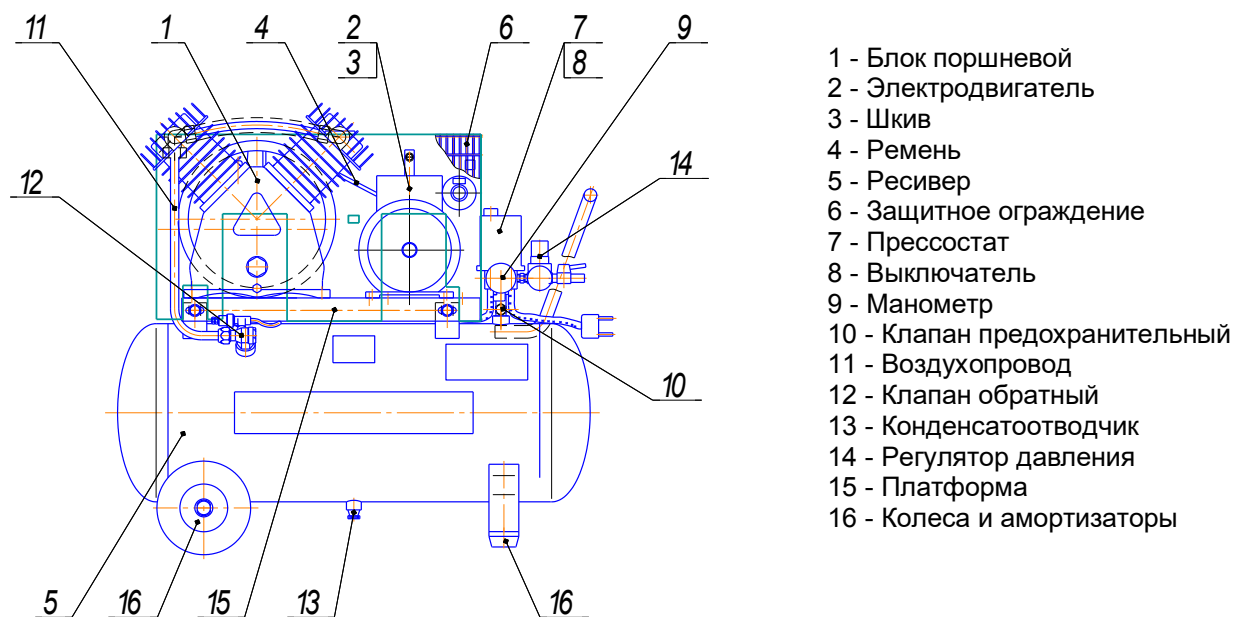 11 1 4 2 6 7 9
3 8
12 14
10
5 16 15 13 16
1 - Блок поршневой
2 - Электродвигатель
3 - Шкив
4 - Ремень
5 - Ресивер
6 - Защитное ограждение
7 - Прессостат
8 - Выключатель
9 - Манометр
10 - Клапан предохранительный
11 - Воздухопровод
12 - Клапан обратный
13 - Конденсатоотводчик
14 - Регулятор давления
15 - Платформа
16 - Колеса и амортизаторы